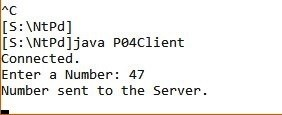 ^C
[S:\NtPd]
[S:\NtPd]java P04Client
Connected.
Enter a Number: 47
Number sent to the Server.